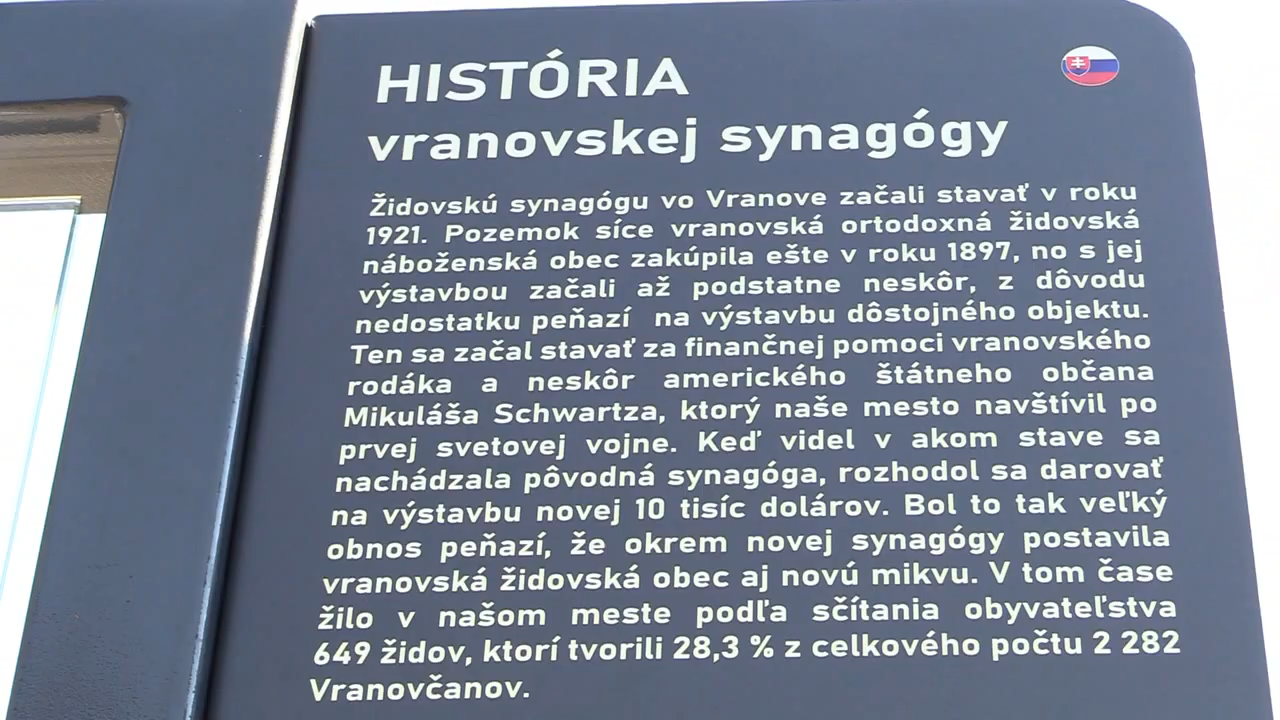 HISTÓRIA
vranovskej synagógy
Židovskú synagógu vo Vranove začali stavať v roku
1921. Pozemok síce vranovská ortodoxná židovská
náboženská obec zakúpila ešte v roku 1897, no s jej
výstavbou začali až podstatne neskôr, z dôvodu
nedostatku peňazí na výstavbu dôstojného objektu.
Ten sa začal stavať za finančnej pomoci vranovského
rodáka a neskôr amerického štátneho občana
Mikuláša Schwartza, ktorý naše mesto navštívil po
prvej svetovej vojne. Keď videl v akom stave sa
nachádzala pôvodná synagóga, rozhodol sa darovať
na výstavbu novej 10 tisíc dolárov. Bol to tak veľký
obnos peňazí, že okrem novej synagógy postavila
vranovská židovská obec aj novú mikvu. V tom čase
žilo v našom meste podľa sčítania obyvateľstva
649 židov, ktorí tvorili 28,3 % z celkového počtu 2 282
Vranovčanov.